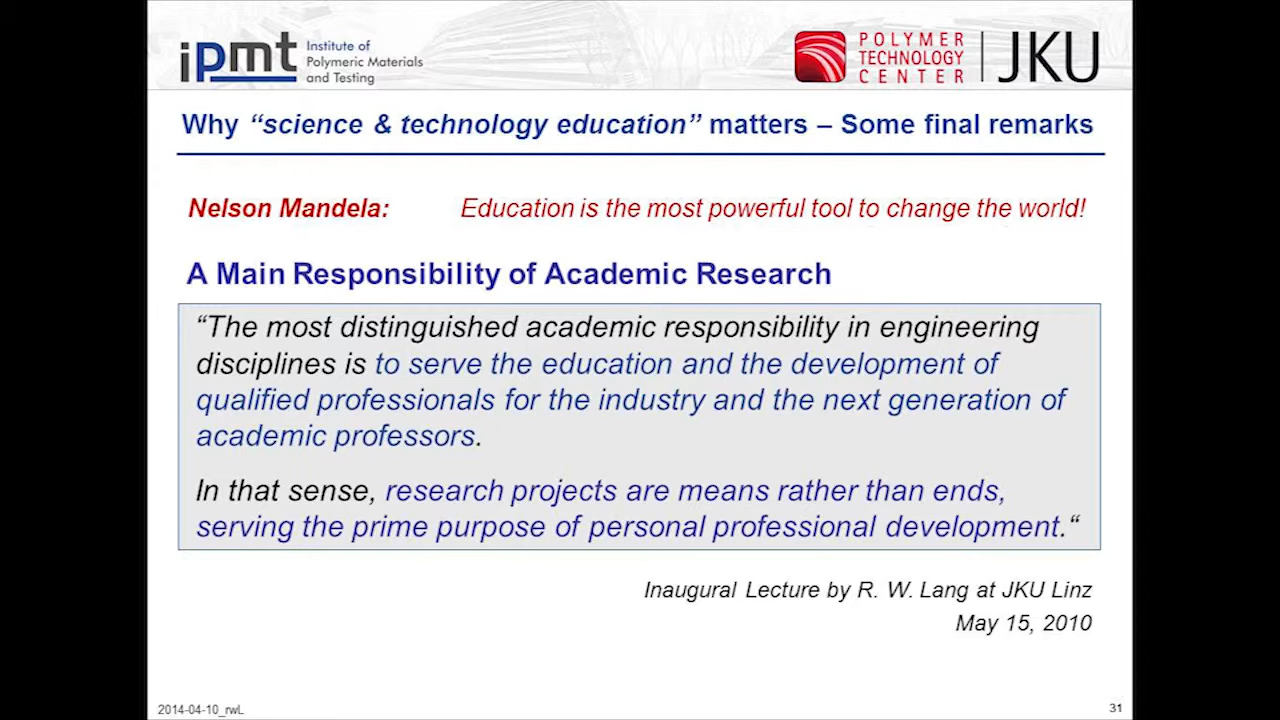 ipmt
Institute of
Polymeric Materials
and Testing
POLYMER
TECHNOLOGY
CENTER
JKU
Why “science & technology education” matters – Some final remarks
Nelson Mandela: Education is the most powerful tool to change the world!
A Main Responsibility of Academic Research
“The most distinguished academic responsibility in engineering
disciplines is to serve the education and the development of
qualified professionals for the industry and the next generation of
academic professors.
In that sense, research projects are means rather than ends,
serving the prime purpose of personal professional development.“
Inaugural Lecture by R. W. Lang at JKU Linz
May 15, 2010
2014-04-10_rwL
31